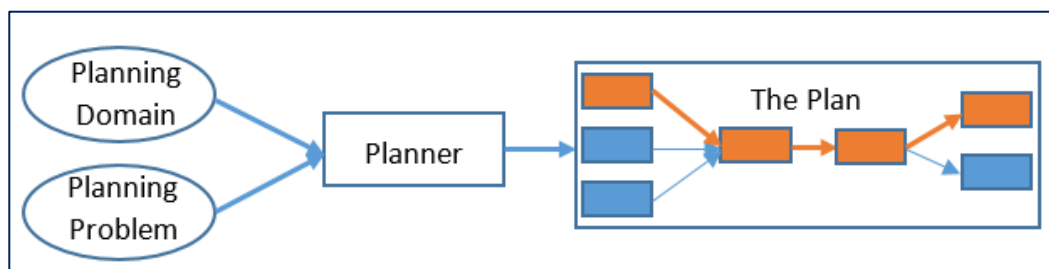 Planning
Domain
Planning
Problem
Planner
The Plan